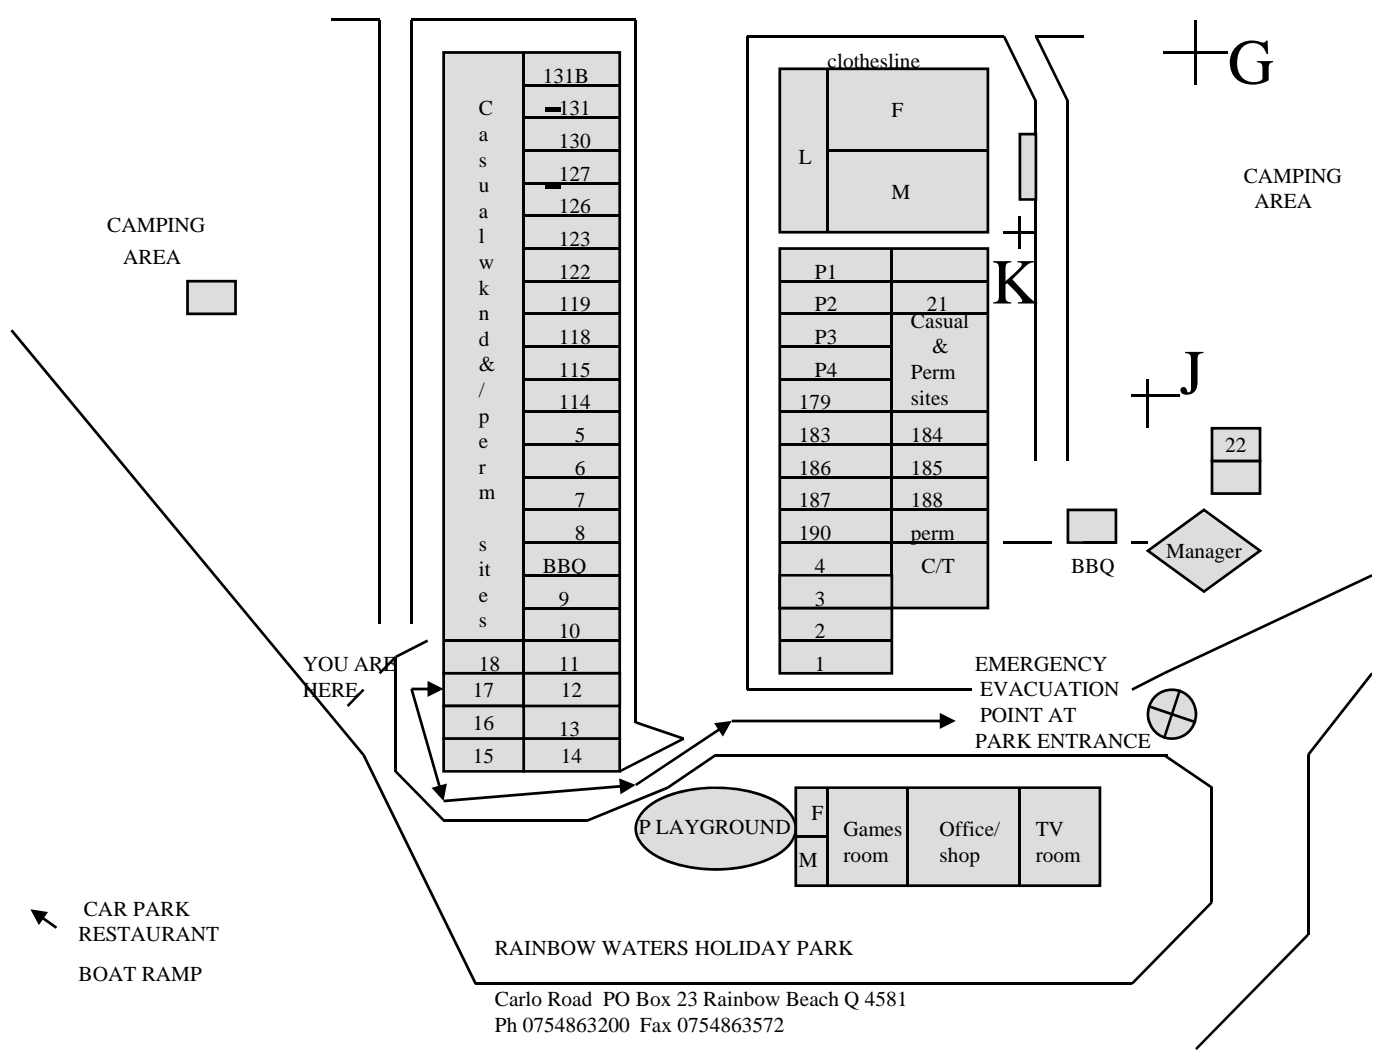 G
clothesline
131B
131
130
127
126
123
122
119
118
115
114
5
6
7
8
BBQ
9
10
11
12
13
14
Casualwknd&/perm sites
18
17
16
15
F
L
M
CAMPING
AREA
CAMPING
AREA
K
P1
P2
21
P3
P4
179
Casual
&
Perm
sites
183
184
186
185
187
188
190
perm
4
C/T
3
2
1
J
22
Manager
BBQ
YOU ARE
HERE
EMERGENCY
EVACUATION
POINT AT
PARK ENTRANCE
P LAYGROUND
F
M
Games
room
Office/
shop
TV
room
CAR PARK
RESTAURANT
BOAT RAMP
RAINBOW WATERS HOLIDAY PARK
Carlo Road PO Box 23 Rainbow Beach Q 4581
Ph 0754863200 Fax 0754863572